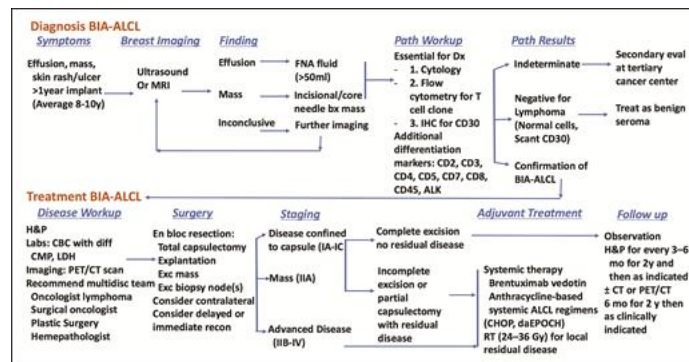 Diagnosis BIA-ALCL
Symptoms
Effusion, mass,
skin rash/ulcer
>1year implant
(Average 8-10y)
Breast Imaging
Ultrasound
Or MRI
Finding
Effusion
FNA fluid
(>50ml)
Mass
Incisional/core
needle bx mass
Inconclusive
Further imaging
Path Workup
Essential for Dx
- 1. Cytology
- 2. Flow
cytometry for T
cell clone
- 3. IHC for CD30
Additional
differentiation
markers: CD2, CD3,
CD4, CD5, CD7, CD8,
CD45, ALK
Path Results
Indeterminate
Secondary eval
at tertiary
cancer center
Negative for
Lymphoma
(Normal cells,
Scant CD30)
Treat as benign
seroma
Confirmation of
BIA-ALCL
Treatment BIA-ALCL
Disease Workup
H&P
Labs: CBC with diff
CMP, LDH
Imaging: PET/CT scan
Recommend multidisc team
Oncologist lymphoma
Surgical oncologist
Plastic Surgery
Hemepathologist
Surgery
En bloc resection:
Total capsulectomy
Explantation
Exc mass
Exc biopsy node(s)
Consider contralateral
Consider delayed or
immediate recon
Staging
Disease confined
to capsule (IA-IC
Mass (IIA)
Advanced Disease
(IIB-IV)
Complete excision
no residual disease
Incomplete
excision or
partial
capsulectomy
with residual
disease
Adjuvant Treatment
Systemic therapy
Brentuximab vedotin
Anthracycline-based
systemic ALCL regimens
(CHOP, daEPOCH)
RT (24–36 Gy) for local
residual disease
Follow up
Observation
H&P for every 3–6
mo for 2y and
then as indicated
± CT or PET/CT
6 mo for 2 y then
as clinically
indicated